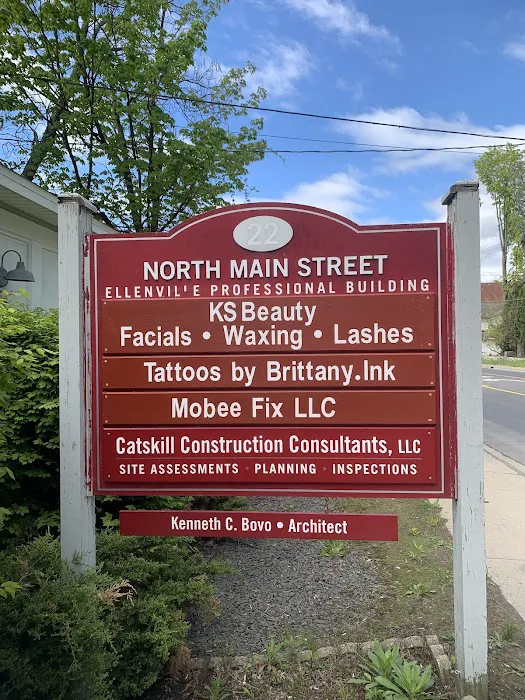 22
NORTH MAIN STREET
ELLENVIL'E PROFESSIONAL BUILDING
KS Beauty
Facials • Waxing • Lashes
Tattoos by Brittany.Ink
Mobee Fix LLC
Catskill Construction Consultants, LLC
SITE ASSESSMENTS • PLANNING • INSPECTIONS
Kenneth C. Bovo • Architect